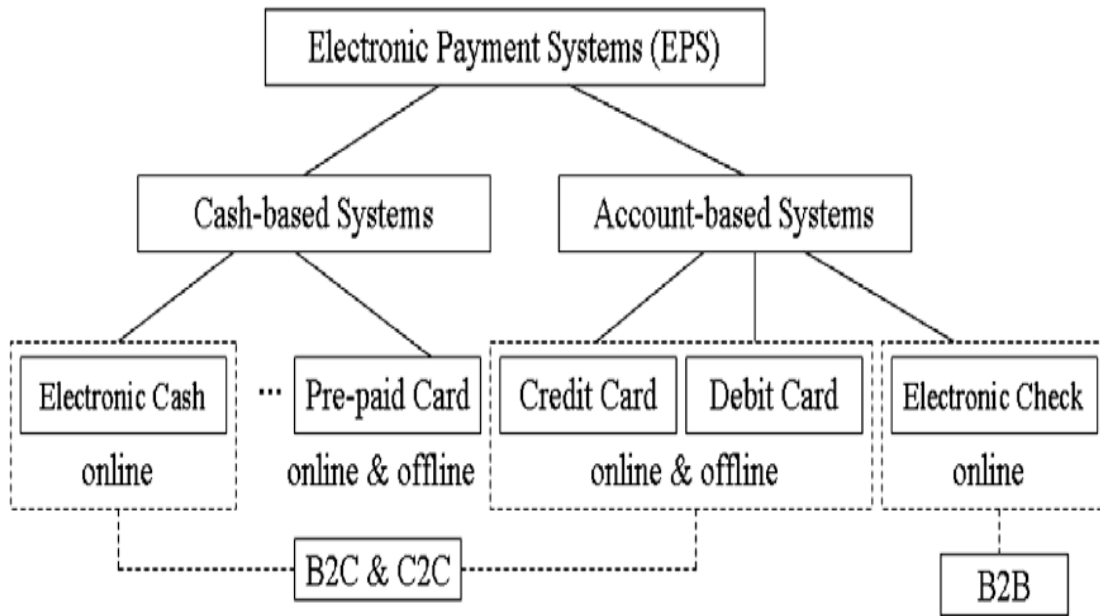 Electronic Payment Systems (EPS)
Cash-based Systems
Account-based Systems
Electronic Cash
...
Pre-paid Card
Credit Card
Debit Card
Electronic Check
online
online & offline
online & offline
online
B2C & C2C
B2B